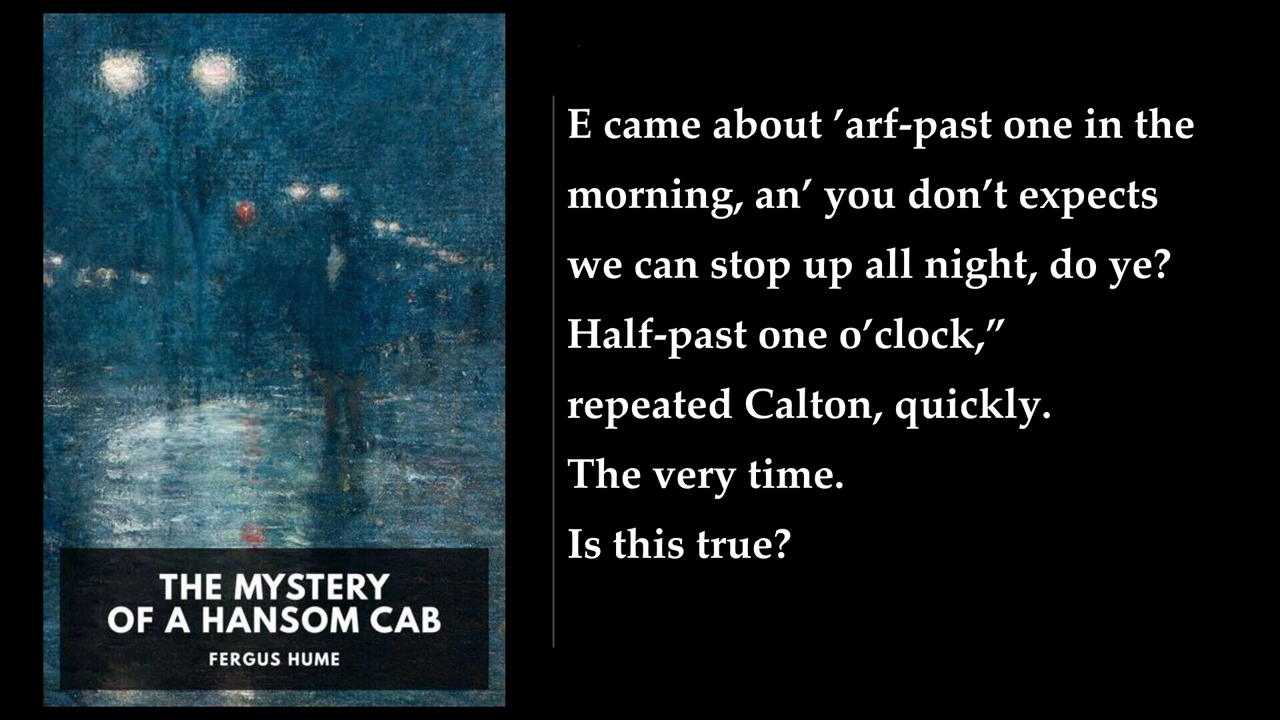 THE MYSTERY
OF A HANSOM CAB
FERGUS HUME
E came about ’arf-past one in the
morning, an’ you don’t expects
we can stop up all night, do ye?
Half-past one o’clock,”
repeated Calton, quickly.
The very time.
Is this true?